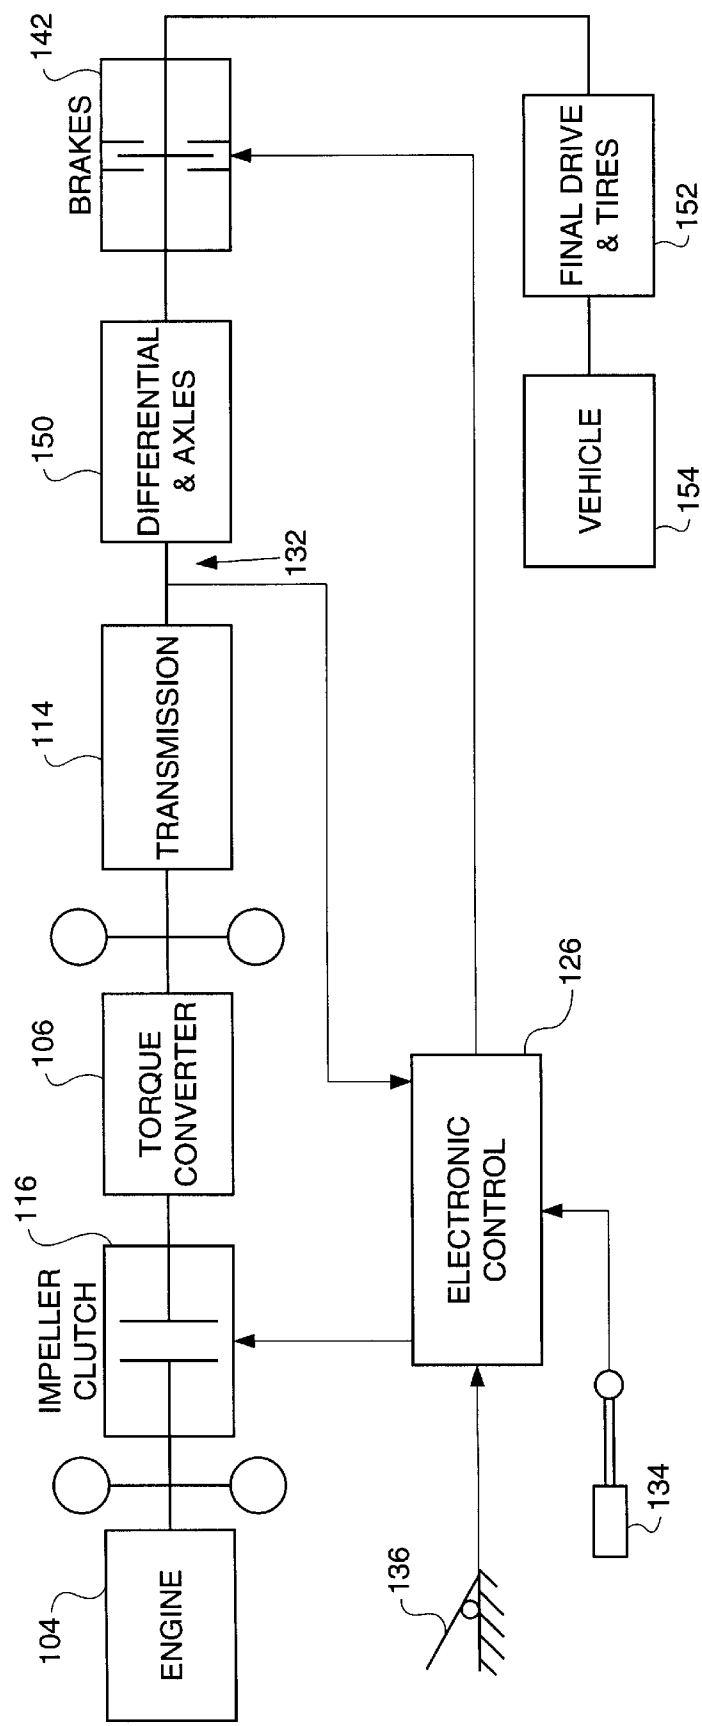 104
ENGINE
IMPELLER
CLUTCH
116
TORQUE
CONVERTER
106
TRANSMISSION
114
132
DIFFERENTIAL
& AXLES
150
BRAKES
142
136
134
ELECTRONIC
CONTROL
126
VEHICLE
154
FINAL DRIVE
& TIRES
152